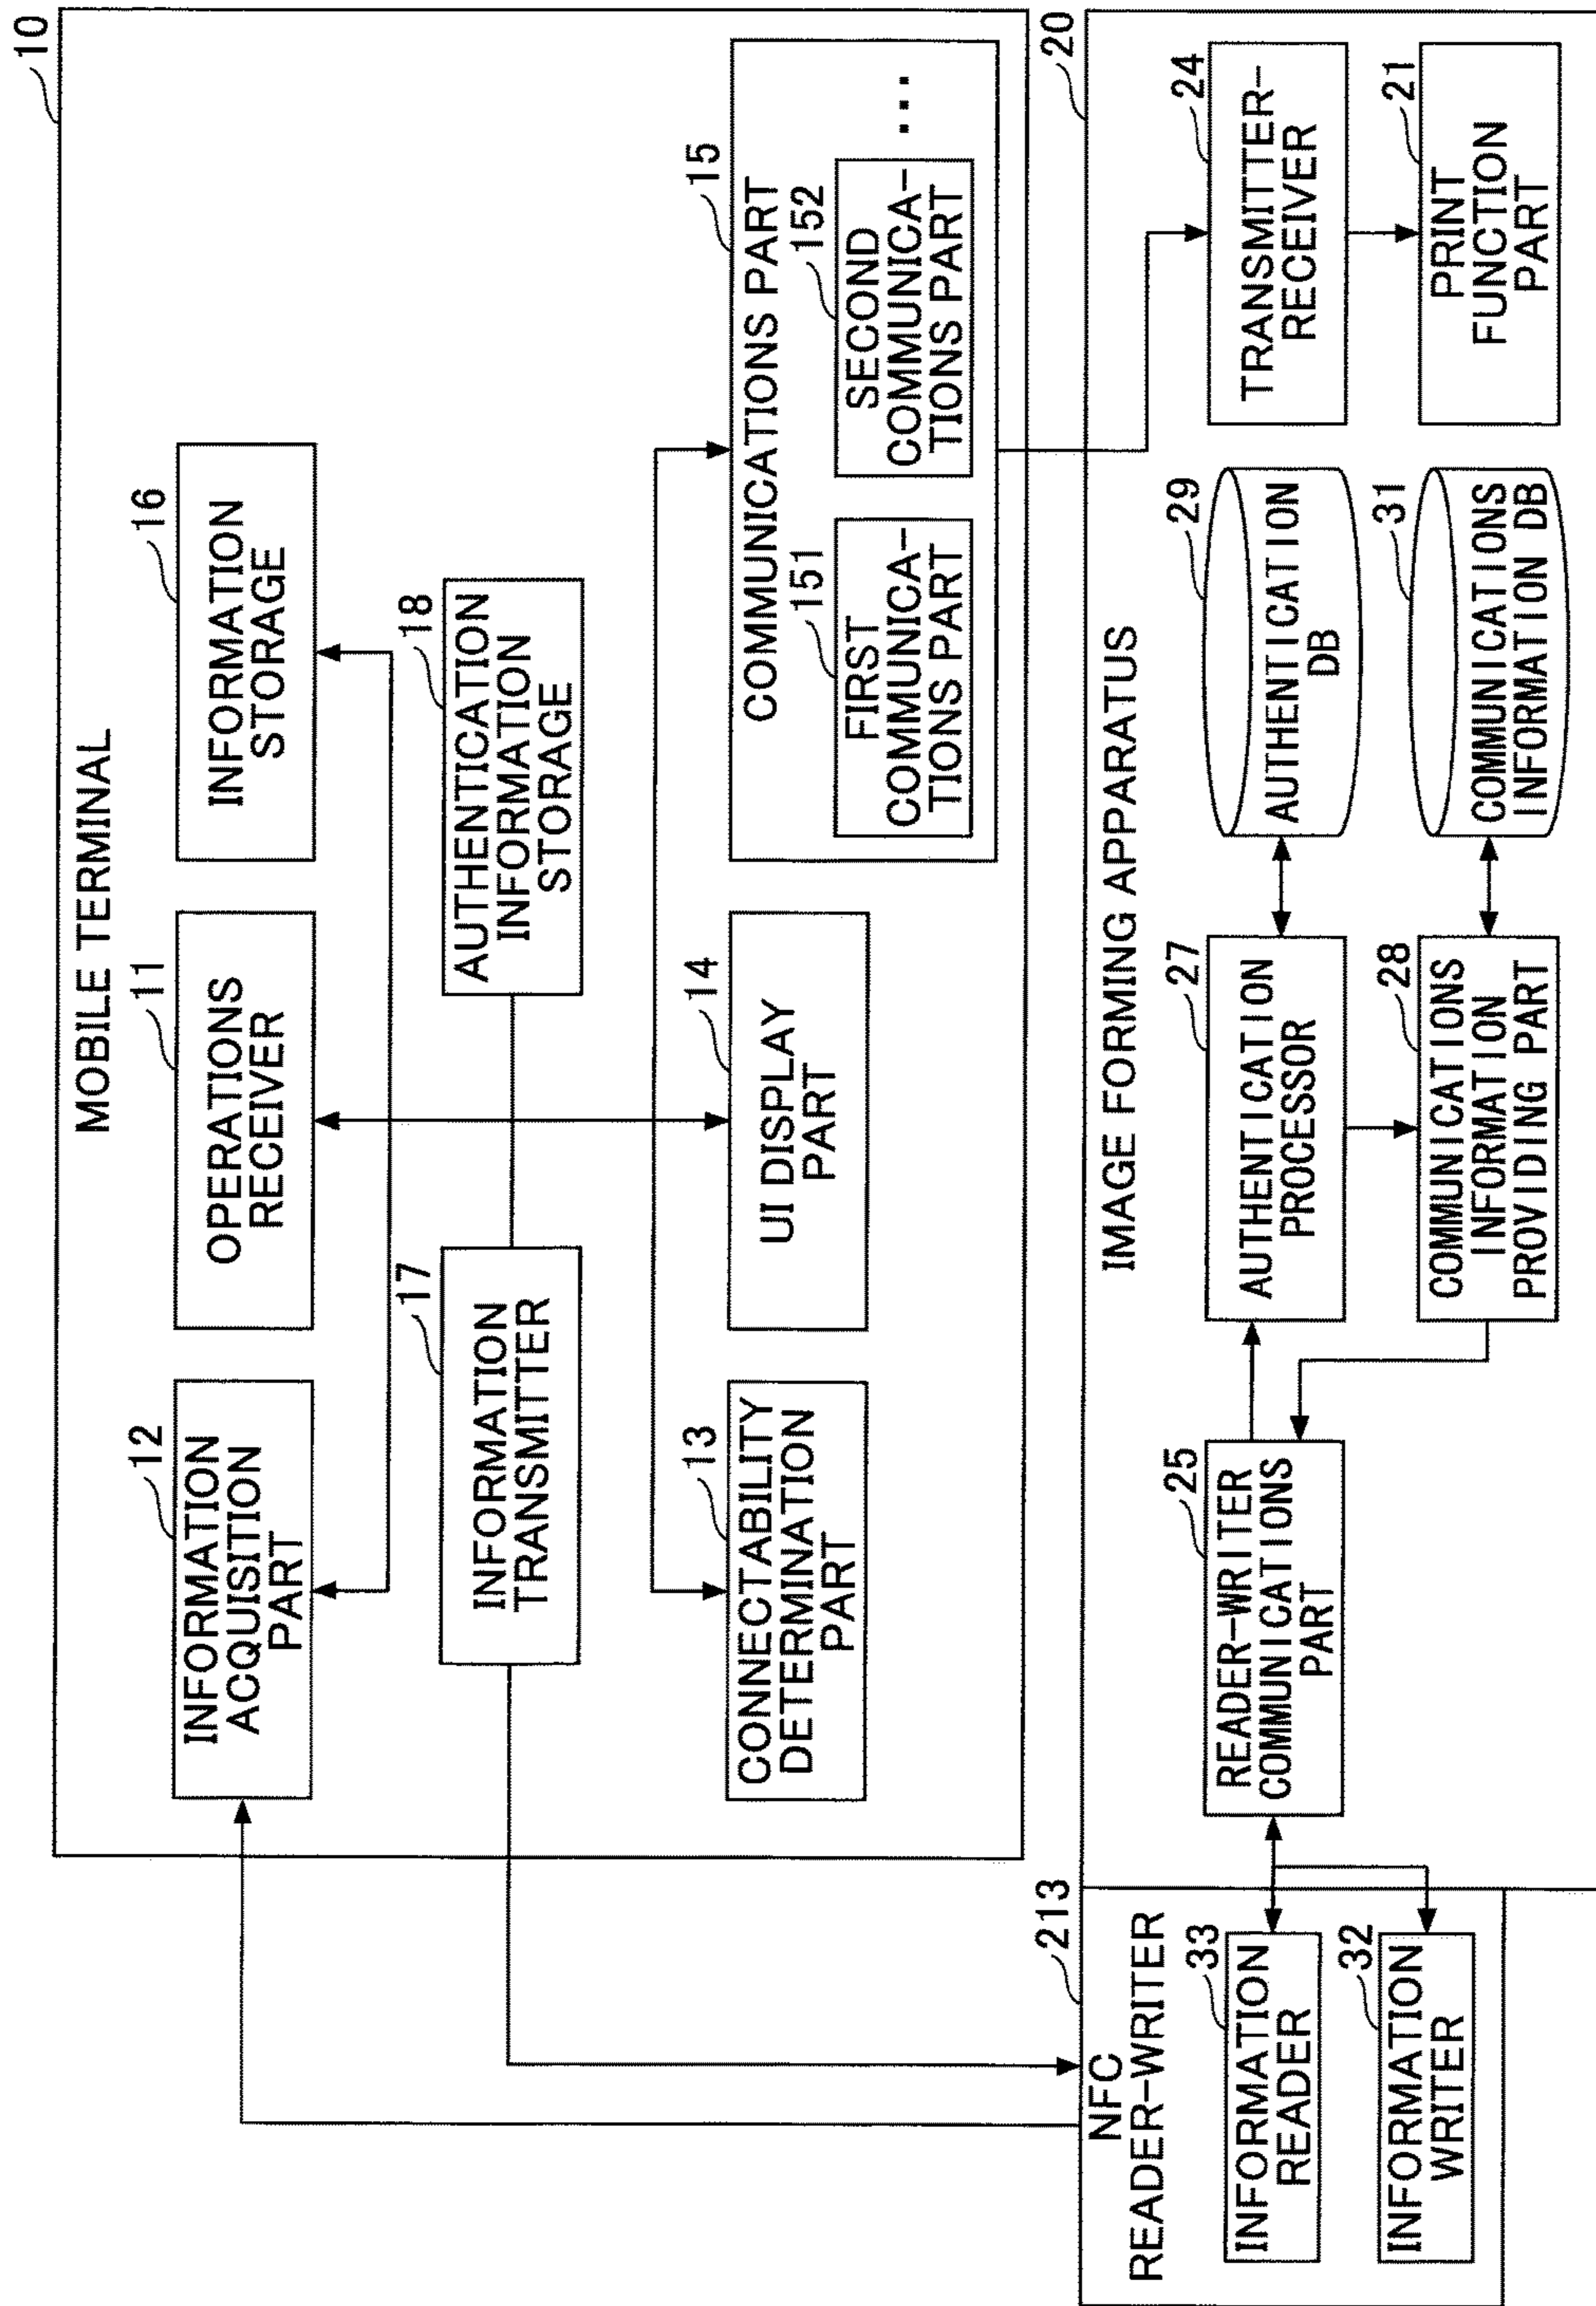 10
MOBILE TERMINAL
12
INFORMATION
ACQUISITION
PART
11
OPERATIONS
RECEIVER
16
INFORMATION
STORAGE
17
INFORMATION
TRANSMITTER
18
AUTHENTICATION
INFORMATION
STORAGE
13
CONNECTABILITY
DETERMINATION
PART
14
UI DISPLAY
PART
15
COMMUNICATIONS PART
151
FIRST
COMMUNICA-
TIONS PART
152
SECOND
COMMUNICA-
TIONS PART
...
213
NFC
READER-WRITER
33
INFORMATION
READER
32
INFORMATION
WRITER
20
IMAGE FORMING APPARATUS
25
READER-WRITER
COMMUNICATIONS
PART
27
AUTHENTICATION
PROCESSOR
29
AUTHENTICATION
DB
24
TRANSMITTER-
RECEIVER
28
COMMUNICATIONS
INFORMATION
PROVIDING PART
31
COMMUNICATIONS
INFORMATION DB
21
PRINT
FUNCTION
PART